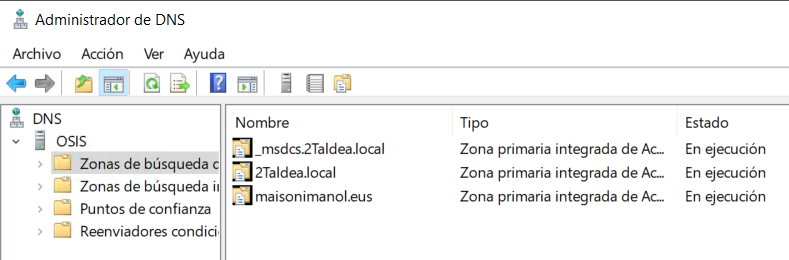 Administrador de DNS
Archivo Acción Ver Ayuda
DNS
OSIS
Zonas de búsqueda d
Zonas de búsqueda in
Puntos de confianza
Reenviadores condici
Nombre Tipo Estado
_msdcs.2Taldea.local Zona primaria integrada de Ac... En ejecución
2Taldea.local Zona primaria integrada de Ac... En ejecución
maisonimanol.eus Zona primaria integrada de Ac... En ejecución